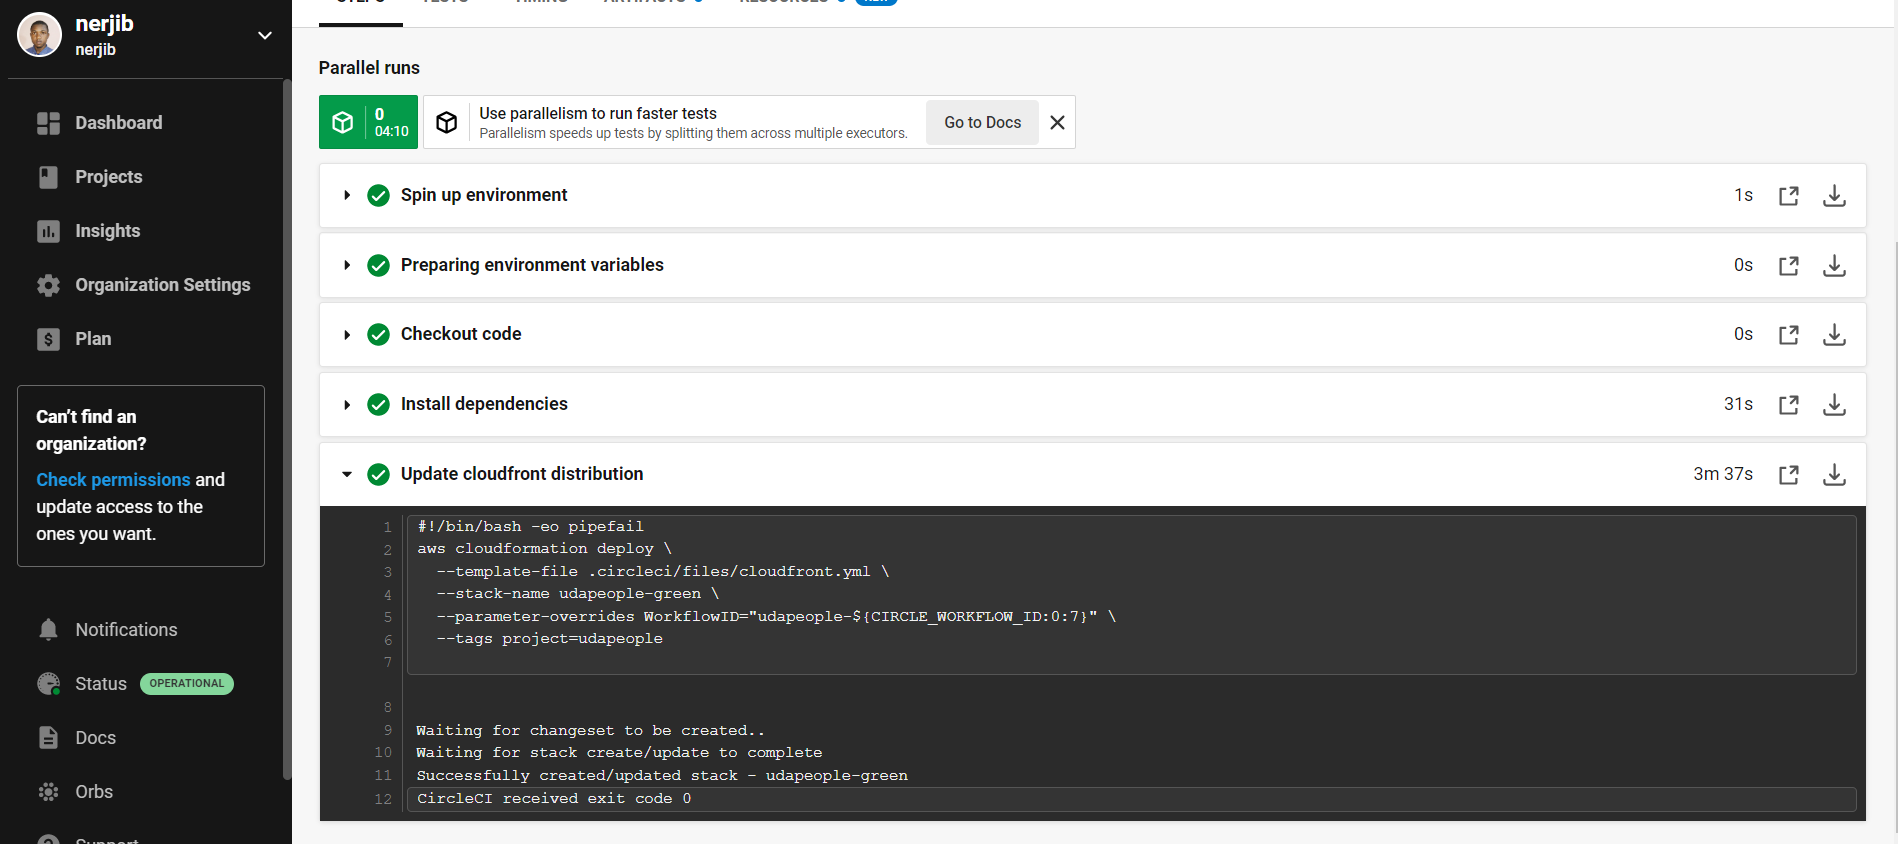 nerjib
nerjib
Dashboard
Projects
Insights
Organization Settings
Plan
Can't find an
organization?
Check permissions and
update access to the
ones you want.
Notifications
Status OPERATIONAL
Docs
Orbs
Support
STEPS TESTS TIMING ARTIFACTS RESOURCES
Parallel runs
0
04:10
Use parallelism to run faster tests
Parallelism speeds up tests by splitting them across multiple executors.
Go to Docs
Spin up environment 1s
Preparing environment variables 0s
Checkout code 0s
Install dependencies 31s
Update cloudfront distribution 3m 37s
1 #!/bin/bash -eo pipefail
2 aws cloudformation deploy \
3 --template-file .circleci/files/cloudfront.yml \
4 --stack-name udapeople-green \
5 --parameter-overrides WorkflowID="udapeople-${CIRCLE_WORKFLOW_ID:0:7}" \
6 --tags project=udapeople
7
8
9 Waiting for changeset to be created..
10 Waiting for stack create/update to complete
11 Successfully created/updated stack - udapeople-green
12 CircleCI received exit code 0